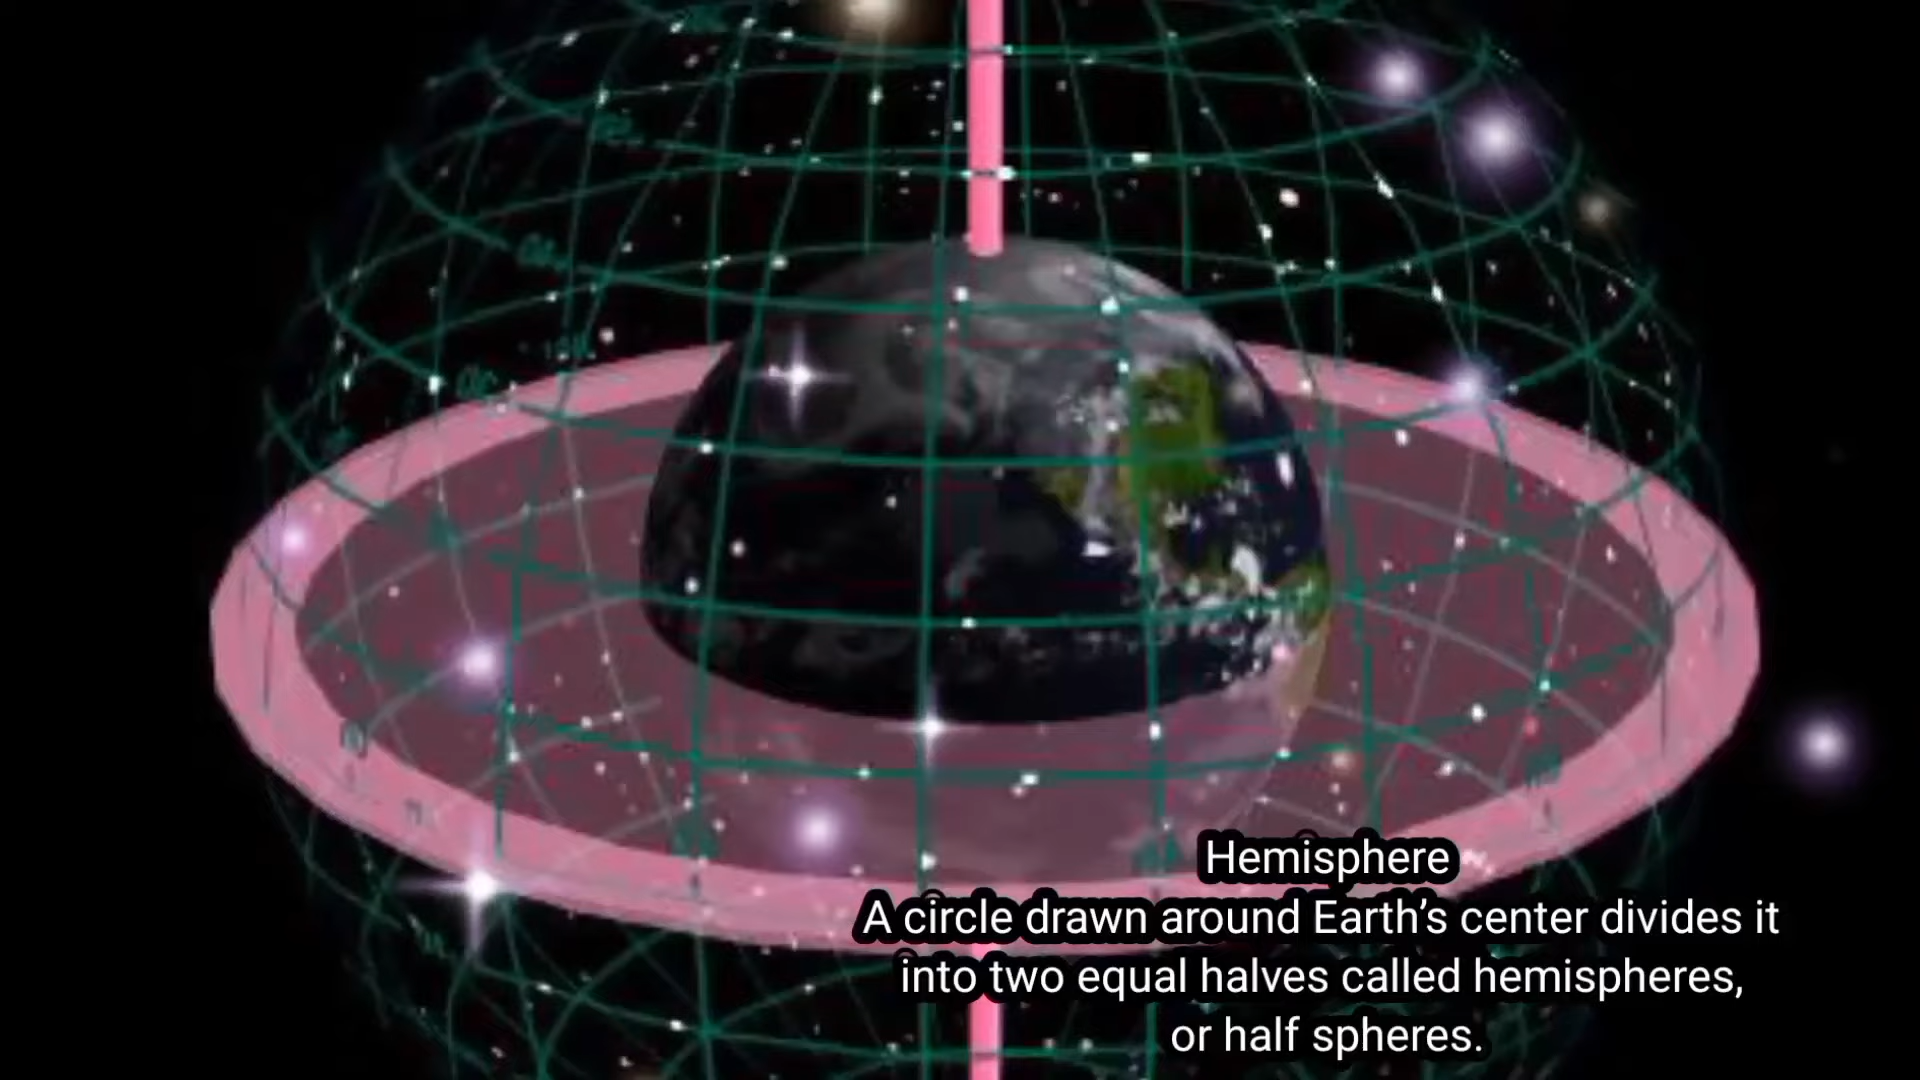 Hemisphere
A circle drawn around Earth’s center divides it
into two equal halves called hemispheres,
or half spheres.